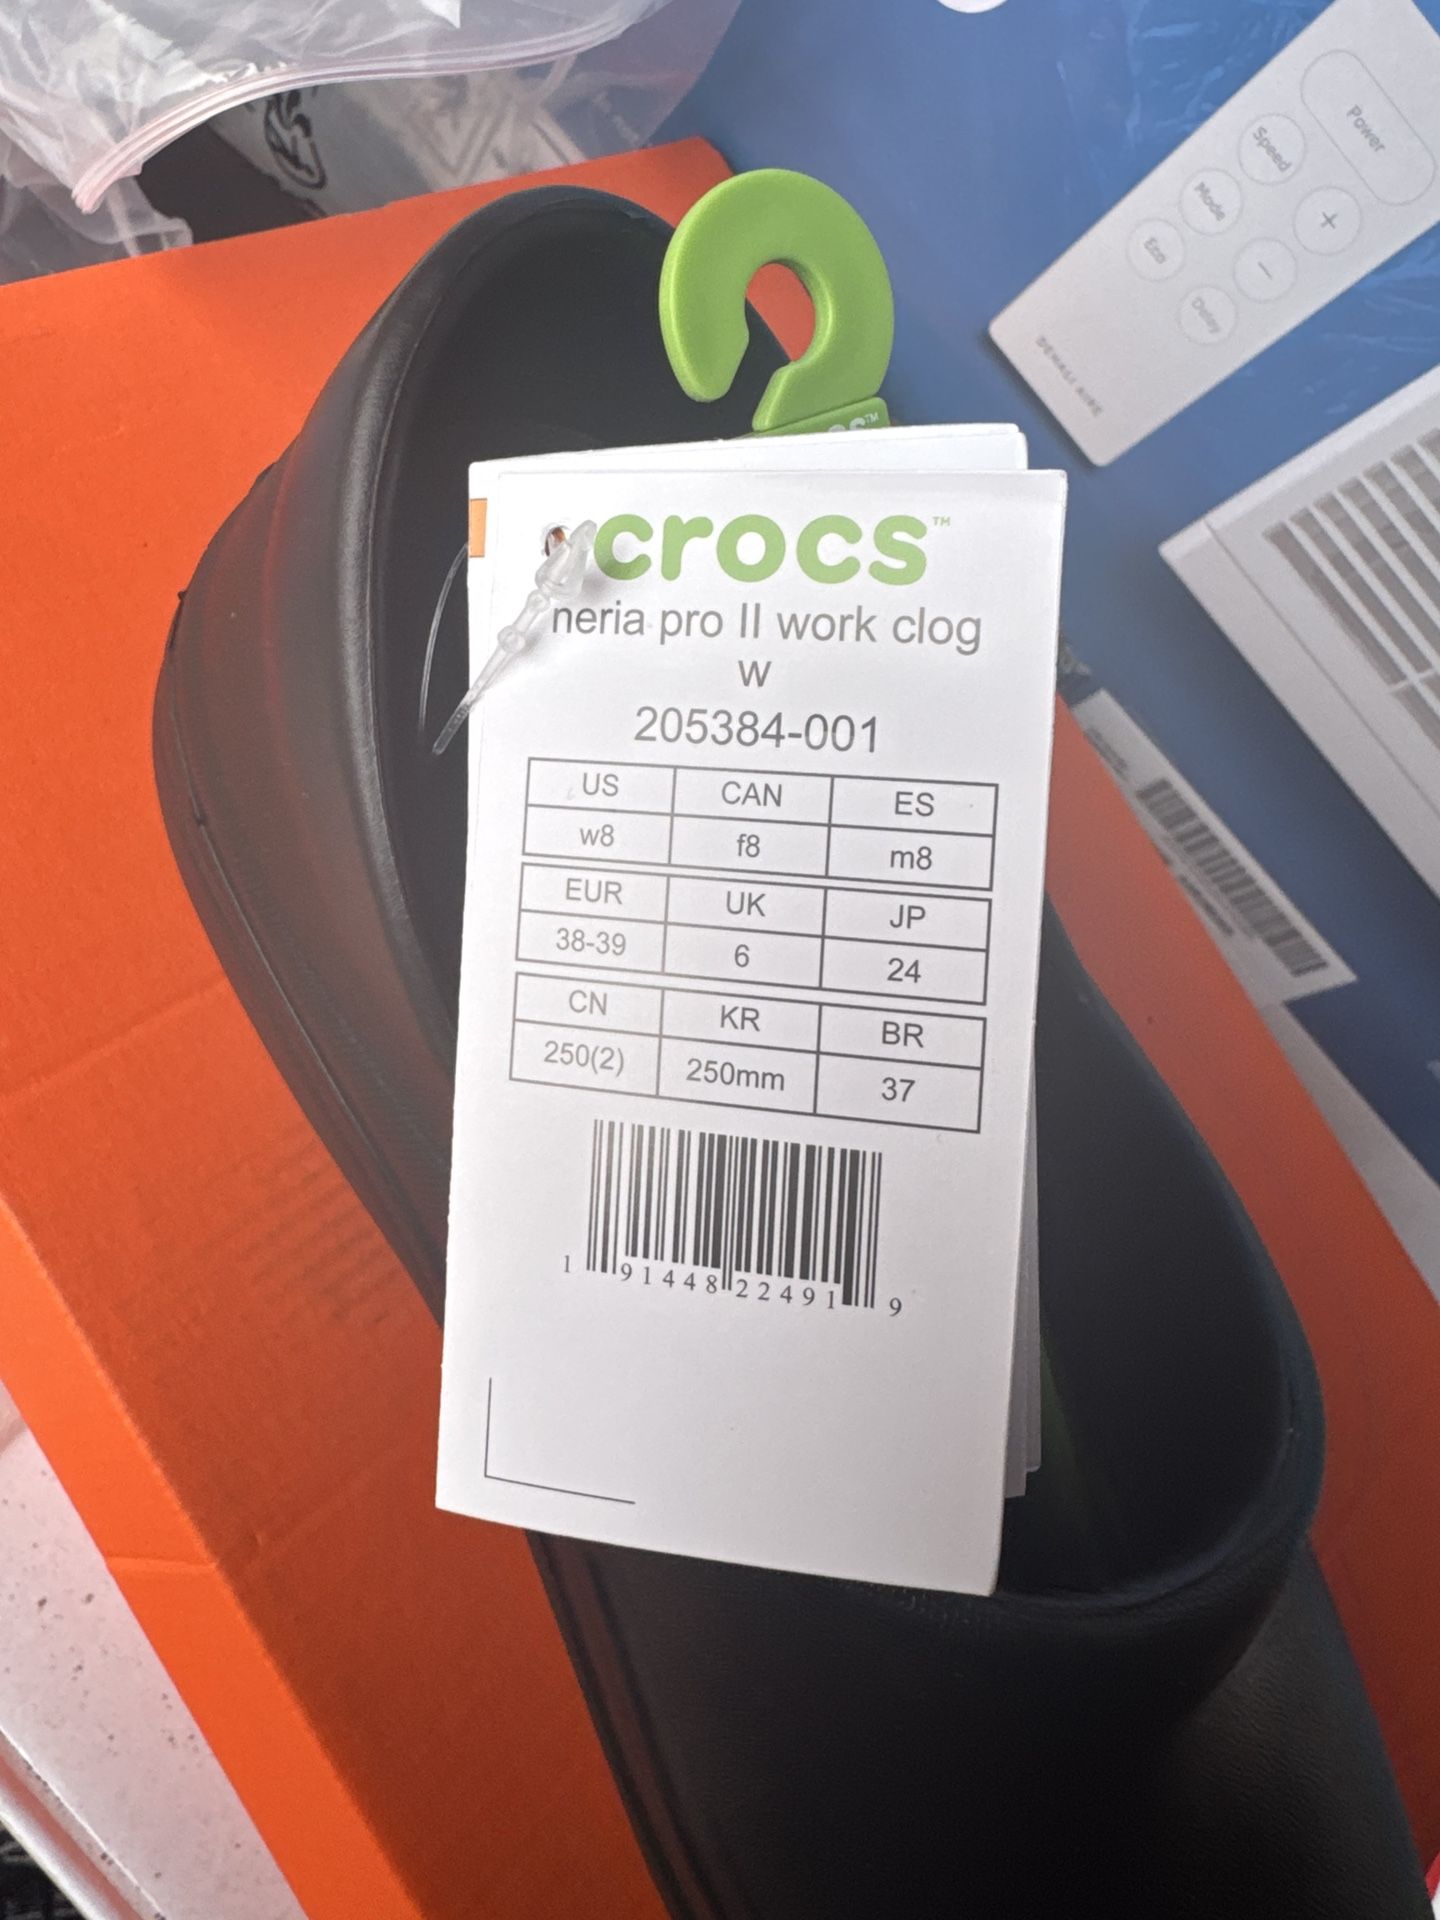 Power
Speed
Mode
+
Eco
−
Delay
crocs™
neria pro II work clog
w
205384-001
US CAN ES
w8 f8 m8
EUR UK JP
38-39 6 24
CN KR BR
250(2) 250mm 37
1 91448 22491 9